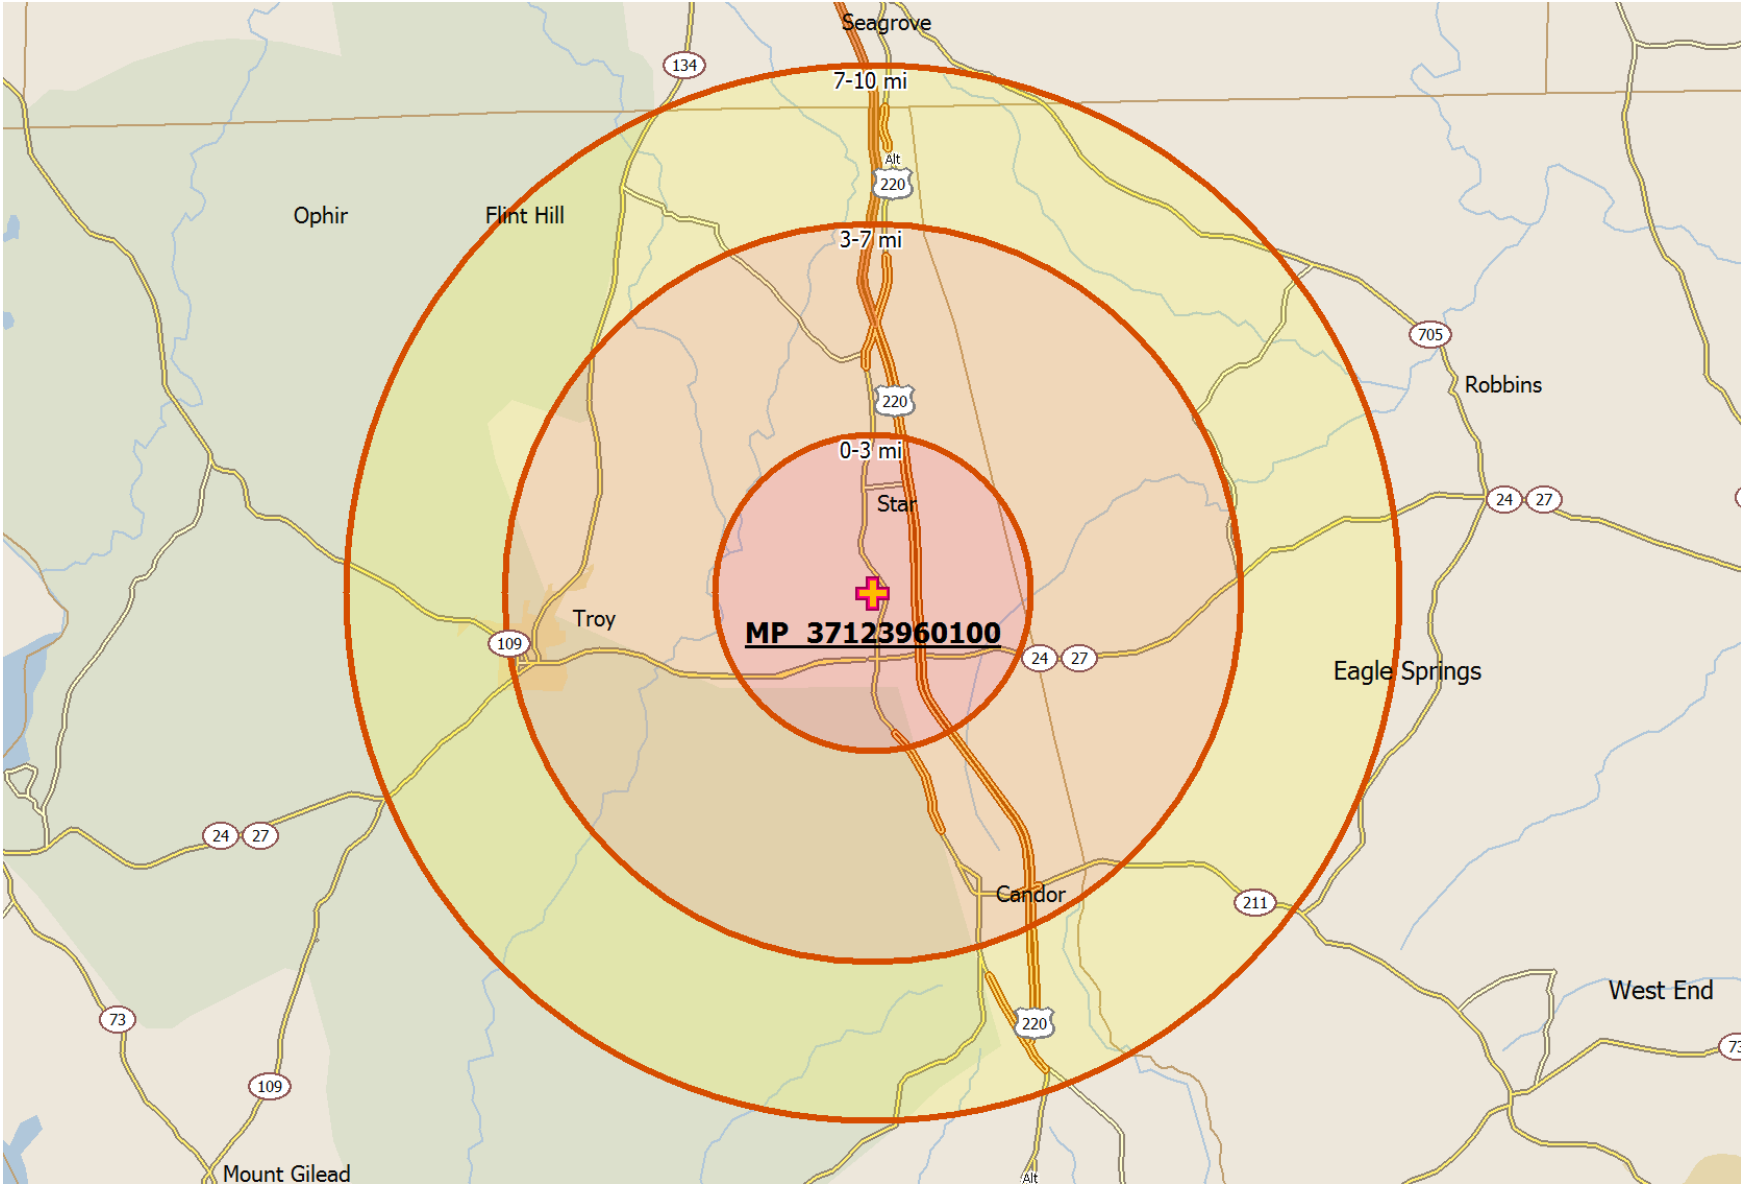 Seagrove
134
7-10 mi
Alt
220
Ophir
Flint Hill
3-7 mi
705
Robbins
220
0-3 mi
Star
24 27
Troy
MP_37123960100
109
24 27
Eagle Springs
24 27
Candor
211
West End
73
220
73
109
Mount Gilead
Alt